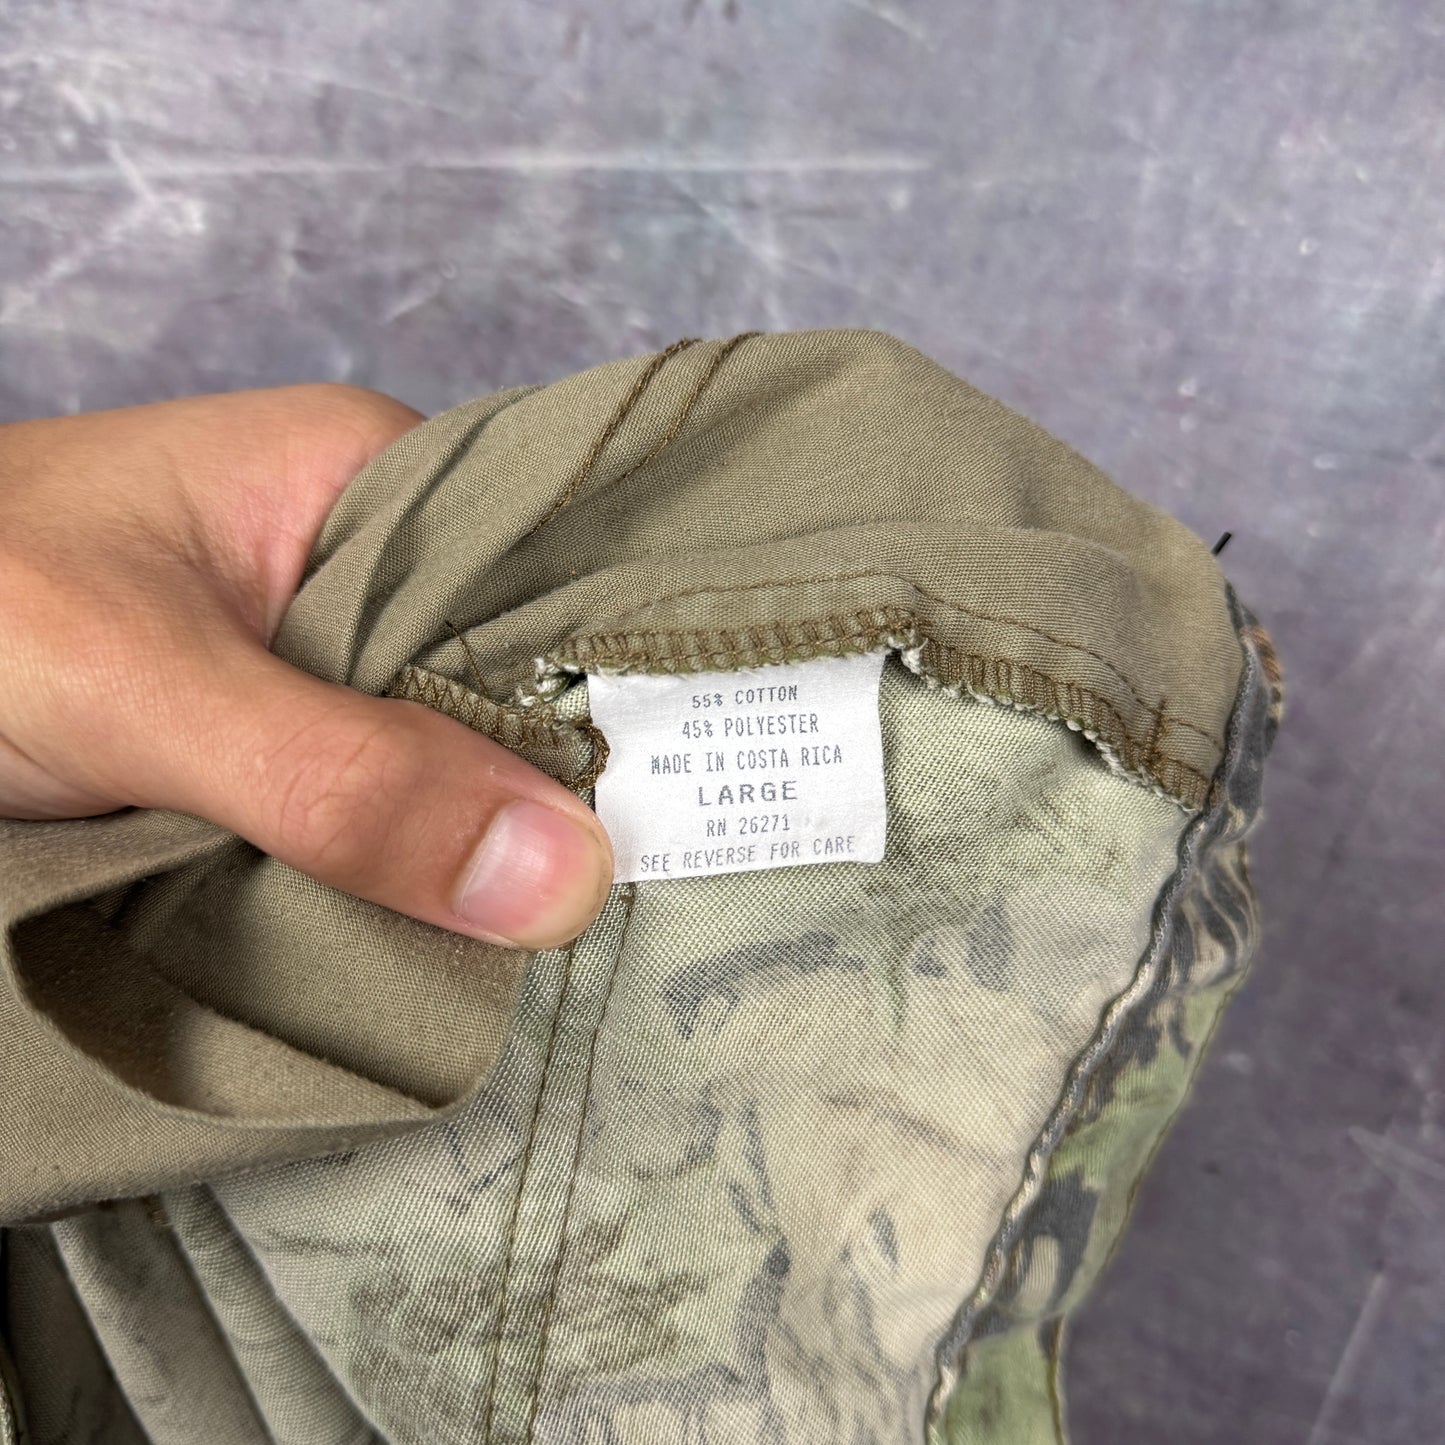 55% COTTON
45% POLYESTER
MADE IN COSTA RICA
LARGE
RN 26271
SEE REVERSE FOR CARE